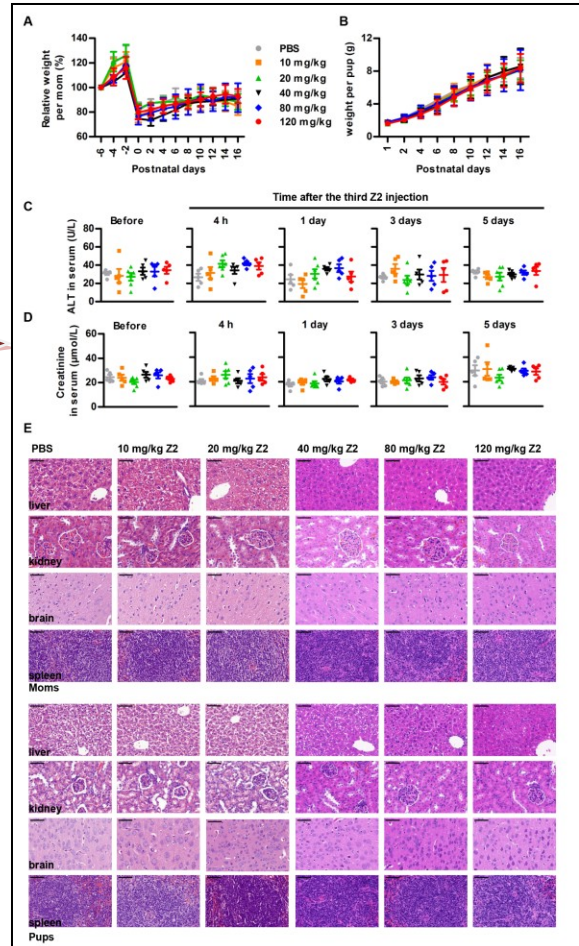 A
Relative weight
per mom (%)
140
120
100
80
60
-6 -4 -2 0 2 4 6 8 10 12 14 16
Postnatal days
PBS
10 mg/kg
20 mg/kg
40 mg/kg
80 mg/kg
120 mg/kg
B
weight per pup (g)
12
8
4
0
1 2 4 6 8 10 12 14 16
Postnatal days
Time after the third Z2 injection
C
Before
4 h
1 day
3 days
5 days
ALT in serum (U/L)
80
60
40
20
0
D
Before
4 h
1 day
3 days
5 days
Creatinine
in serum (μmol/L)
60
40
20
0
E
PBS
10 mg/kg Z2
20 mg/kg Z2
40 mg/kg Z2
80 mg/kg Z2
120 mg/kg Z2
liver
kidney
brain
spleen
Moms
liver
kidney
brain
spleen
Pups